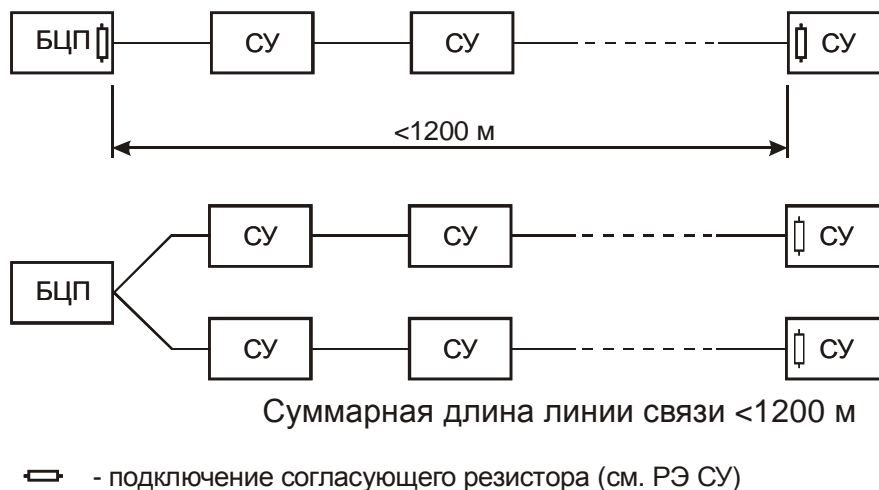 БЦП СУ СУ СУ
<1200 м
СУ СУ СУ
БЦП
СУ СУ СУ
Суммарная длина линии связи <1200 м
- подключение согласующего резистора (см. РЭ СУ)